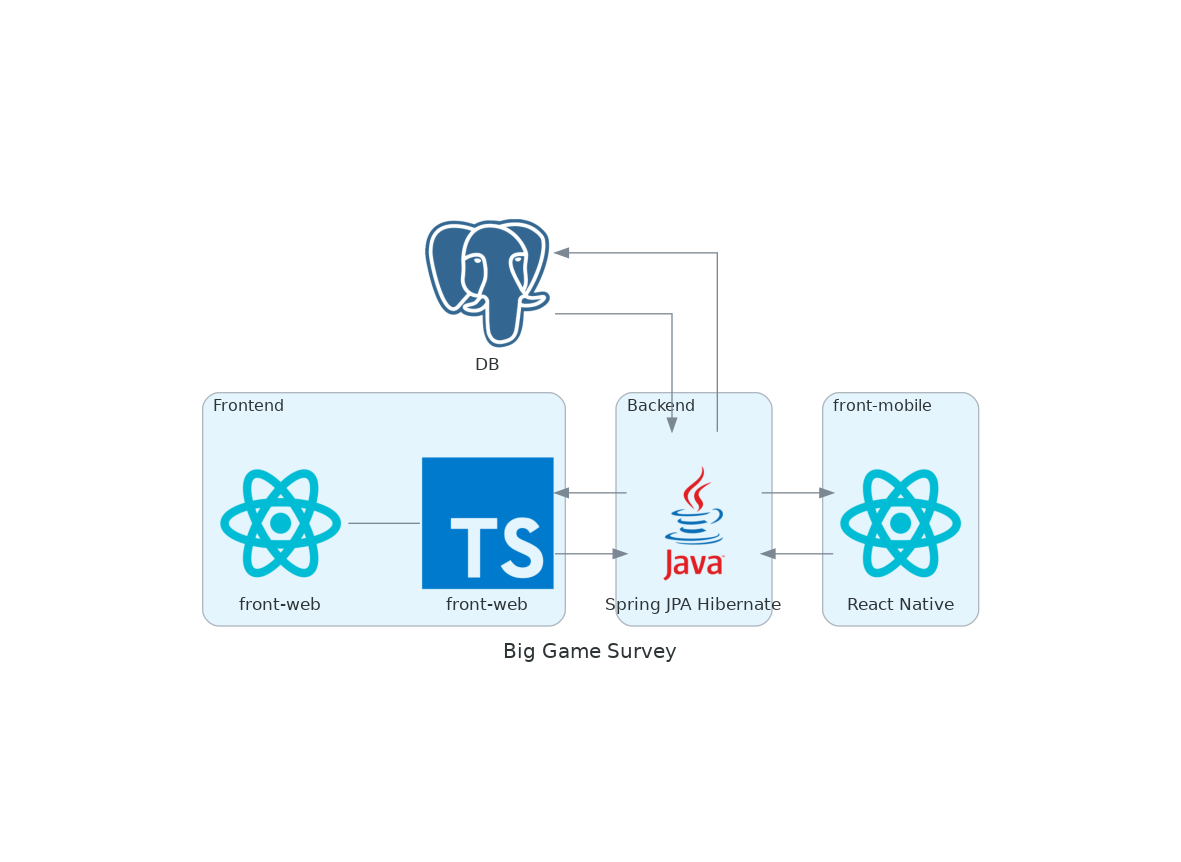 DB
Frontend
Backend
front-mobile
TS
Java
front-web
front-web
Spring JPA Hibernate
React Native
Big Game Survey